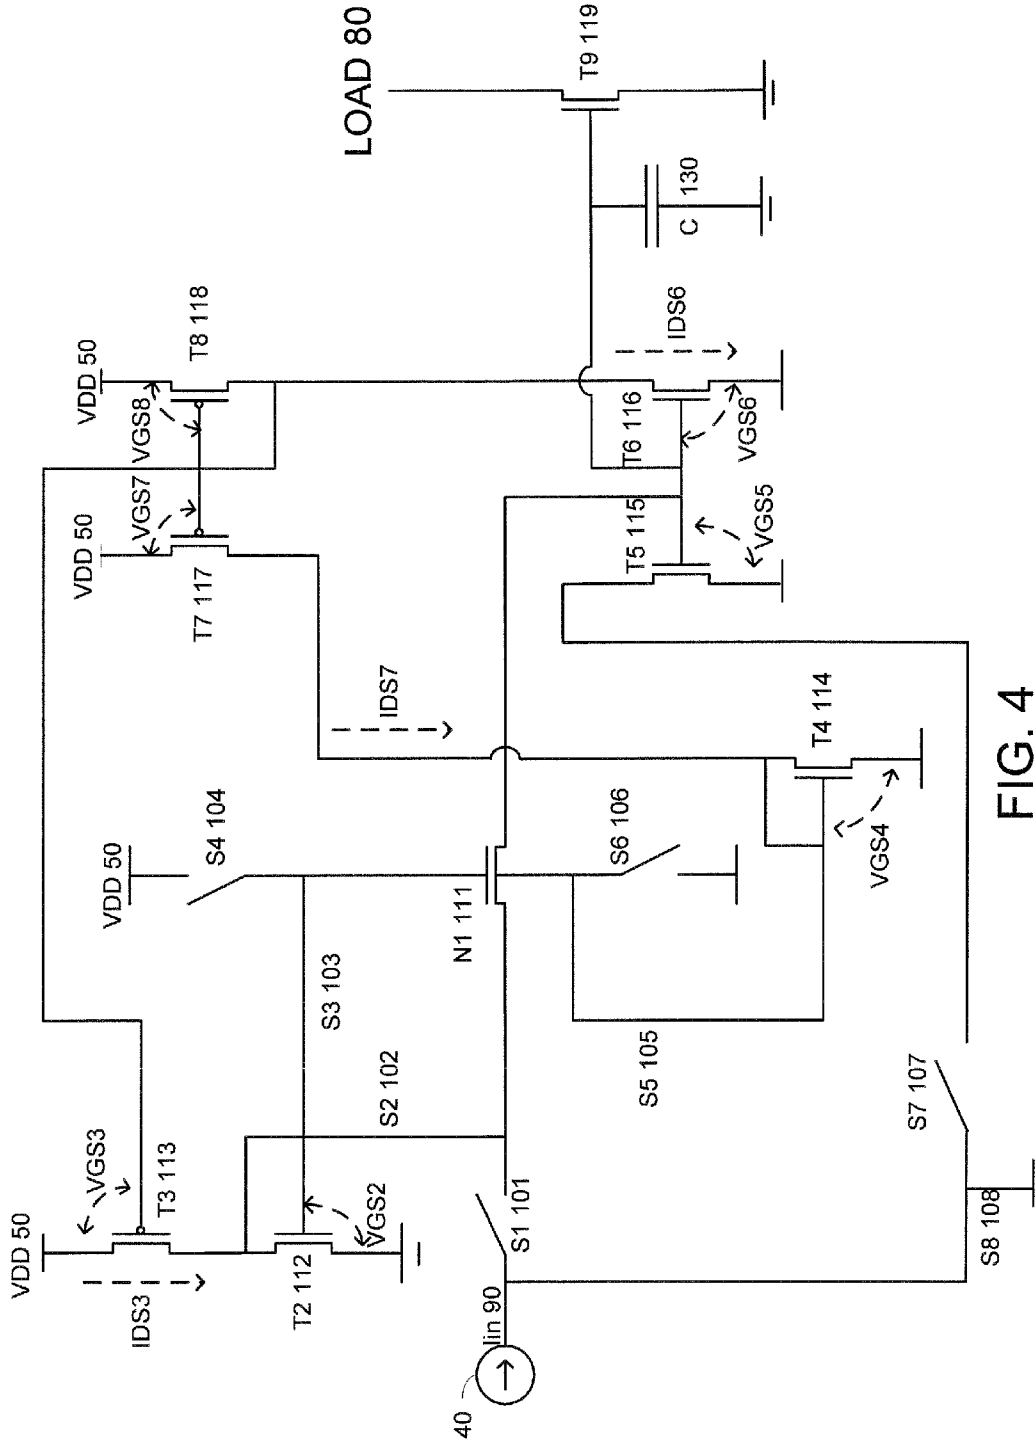 LOAD 80
T9 119
C 130
VDD 50
T8 118
VGS8
VGS7
VDD 50
T7 117
IDS6
T6 116
VGS6
T5 115
VGS5
IDS7
T4 114
VGS4
VDD 50
S4 104
S6 106
N1 111
S3 103
S2 102
S5 105
S7 107
S8 108
VDD 50
VGS3
T3 113
IDS3
T2 112
VGS2
S1 101
Iin 90
40
FIG. 4